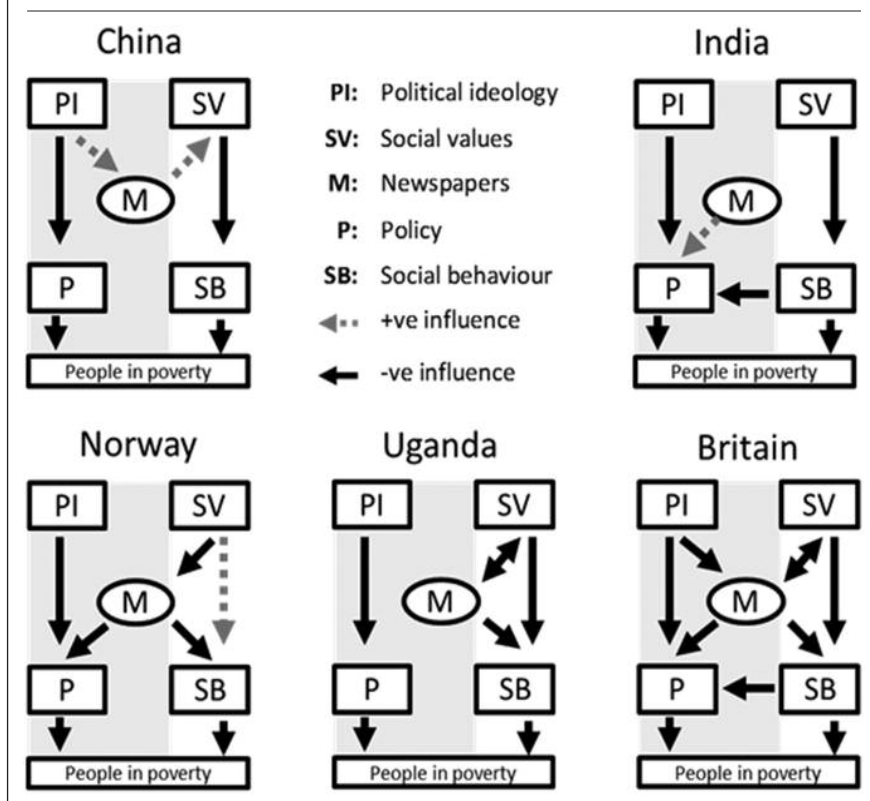 China
India
PI
SV
M
P
SB
People in poverty
PI: Political ideology
SV: Social values
M: Newspapers
P: Policy
SB: Social behaviour
+ve influence
-ve influence
PI
SV
M
P
SB
People in poverty
Norway
Uganda
Britain
PI
SV
M
P
SB
People in poverty
PI
SV
M
P
SB
People in poverty
PI
SV
M
P
SB
People in poverty